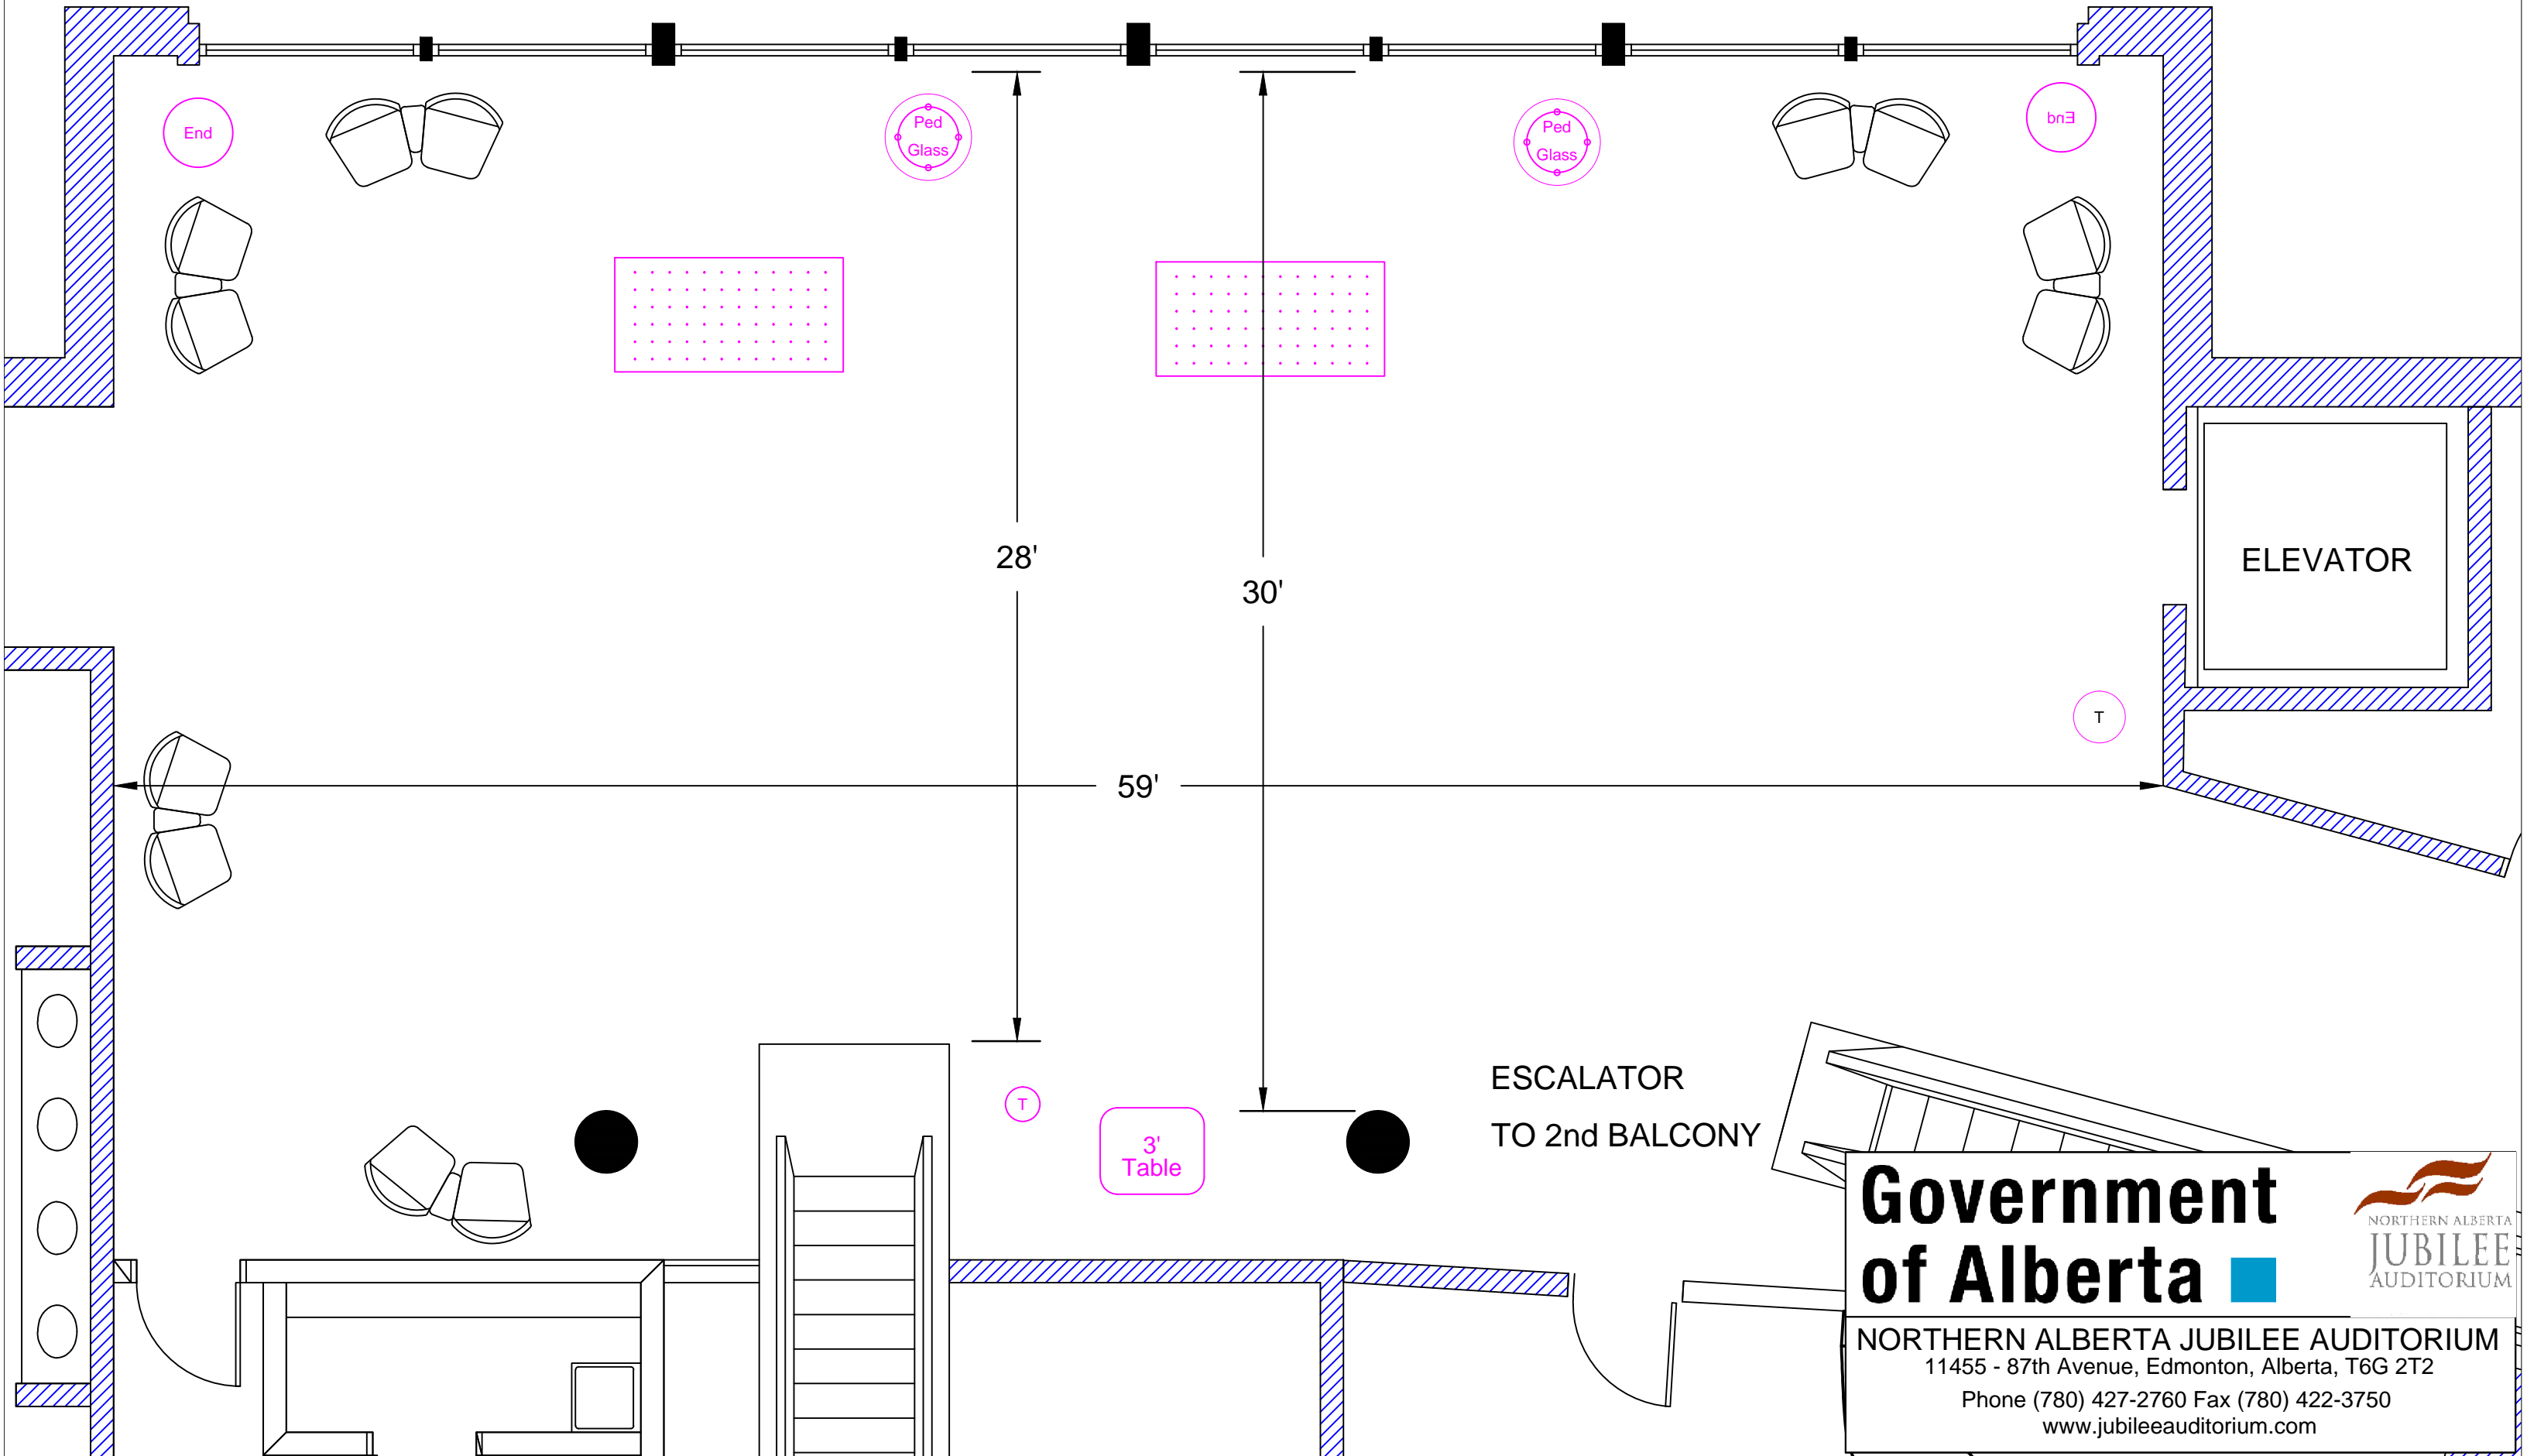 End
Ped
Glass
Ped
Glass
End
28'
30'
ELEVATOR
T
59'
ESCALATOR
TO 2nd BALCONY
T
3'
Table
Government
of Alberta
NORTHERN ALBERTA
JUBILEE
AUDITORIUM
NORTHERN ALBERTA JUBILEE AUDITORIUM
11455 - 87th Avenue, Edmonton, Alberta, T6G 2T2
Phone (780) 427-2760 Fax (780) 422-3750
www.jubileeauditorium.com